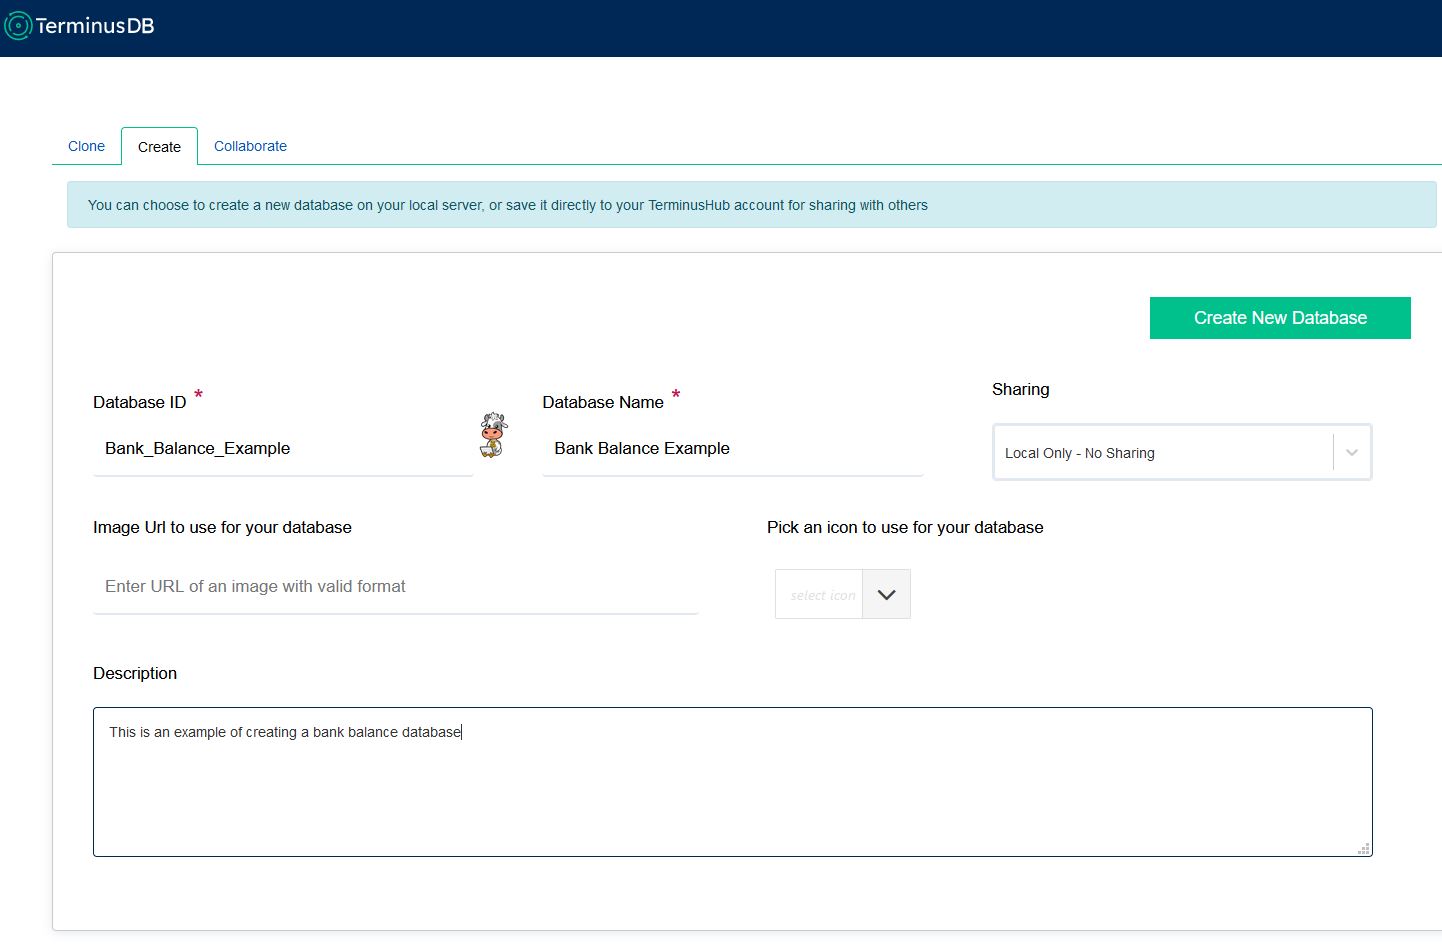 TerminusDB
Clone
Create
Collaborate
You can choose to create a new database on your local server, or save it directly to your TerminusHub account for sharing with others
Create New Database
Database ID *
Database Name *
Sharing
Bank_Balance_Example
Bank Balance Example
Local Only - No Sharing
Image Url to use for your database
Pick an icon to use for your database
Enter URL of an image with valid format
select icon
Description
This is an example of creating a bank balance database